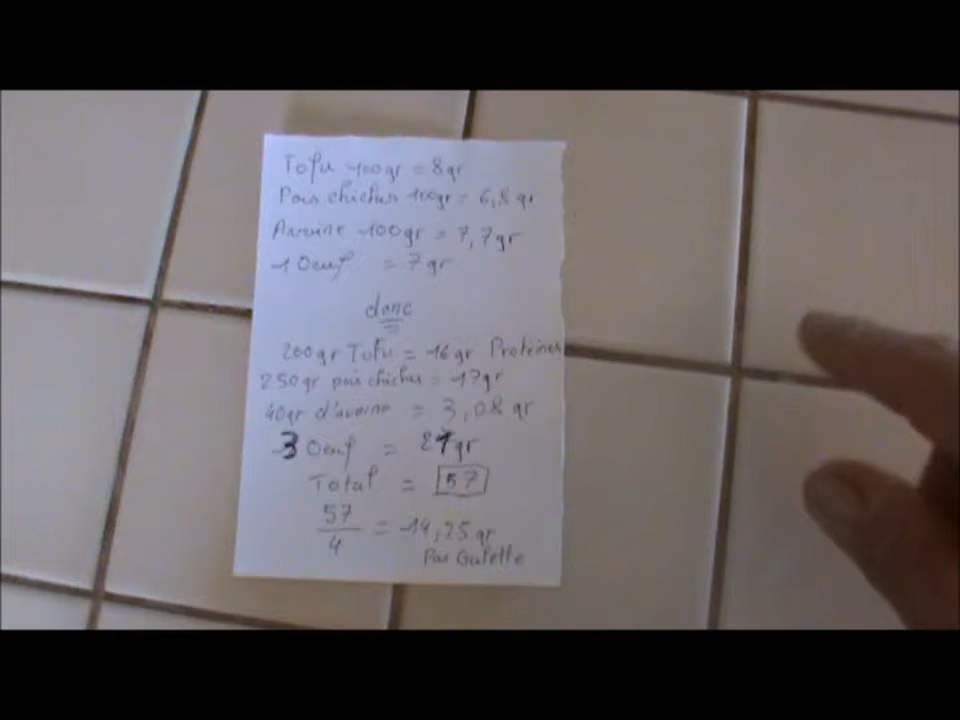 Tofu 100gr = 8gr
Pois chiches 100gr = 6,8 gr
Avoine 100gr = 7,7gr
1 Oeuf = 7gr
donc
200gr Tofu = 16gr Protéines
250gr pois chiches = 17gr
40gr d'avoine = 3,08 gr
3 Oeuf = 21gr
Total = 57
57
4
= 14,25 gr
Par Galette